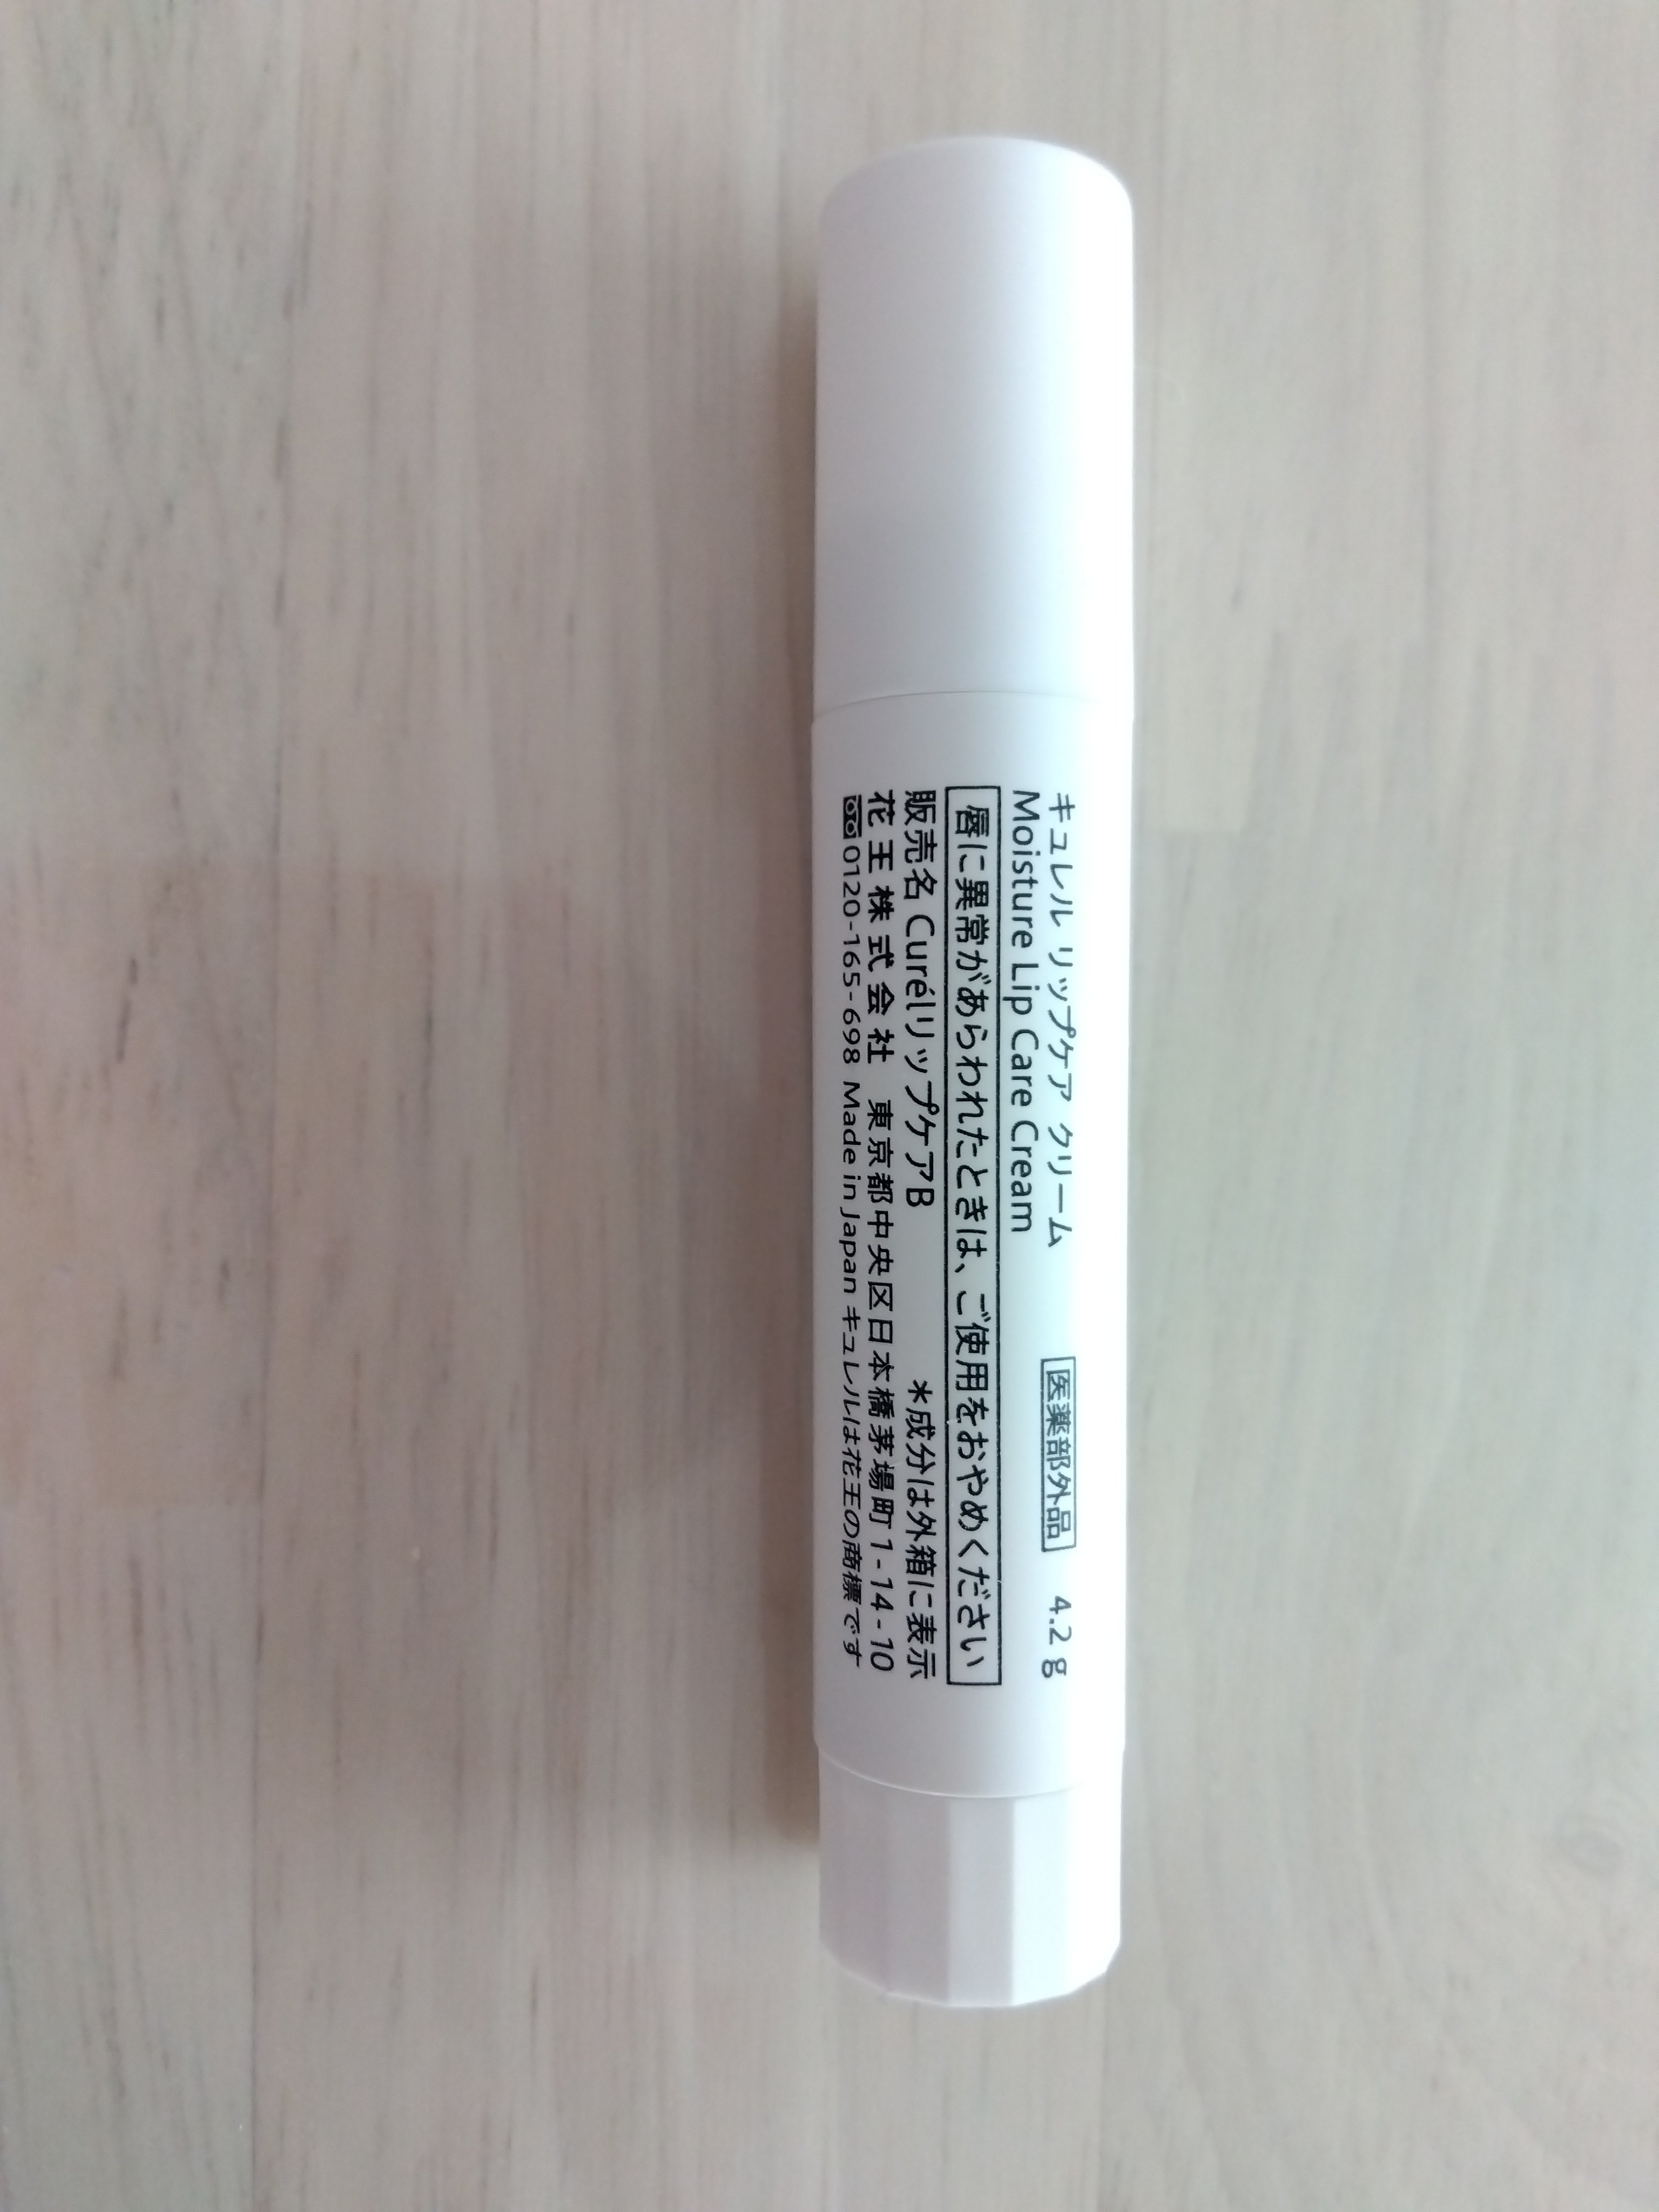 キュレル リップケア クリーム 医薬部外品 4.2 g
Moisture Lip Care Cream
唇に異常があらわれたときは、ご使用をおやめください
販売名 Curélリップケア B *成分は外箱に表示
花王株式会社 東京都中央区日本橋茅場町1-14-10
0120-165-698 Made in Japan キュレルは花王の商標です